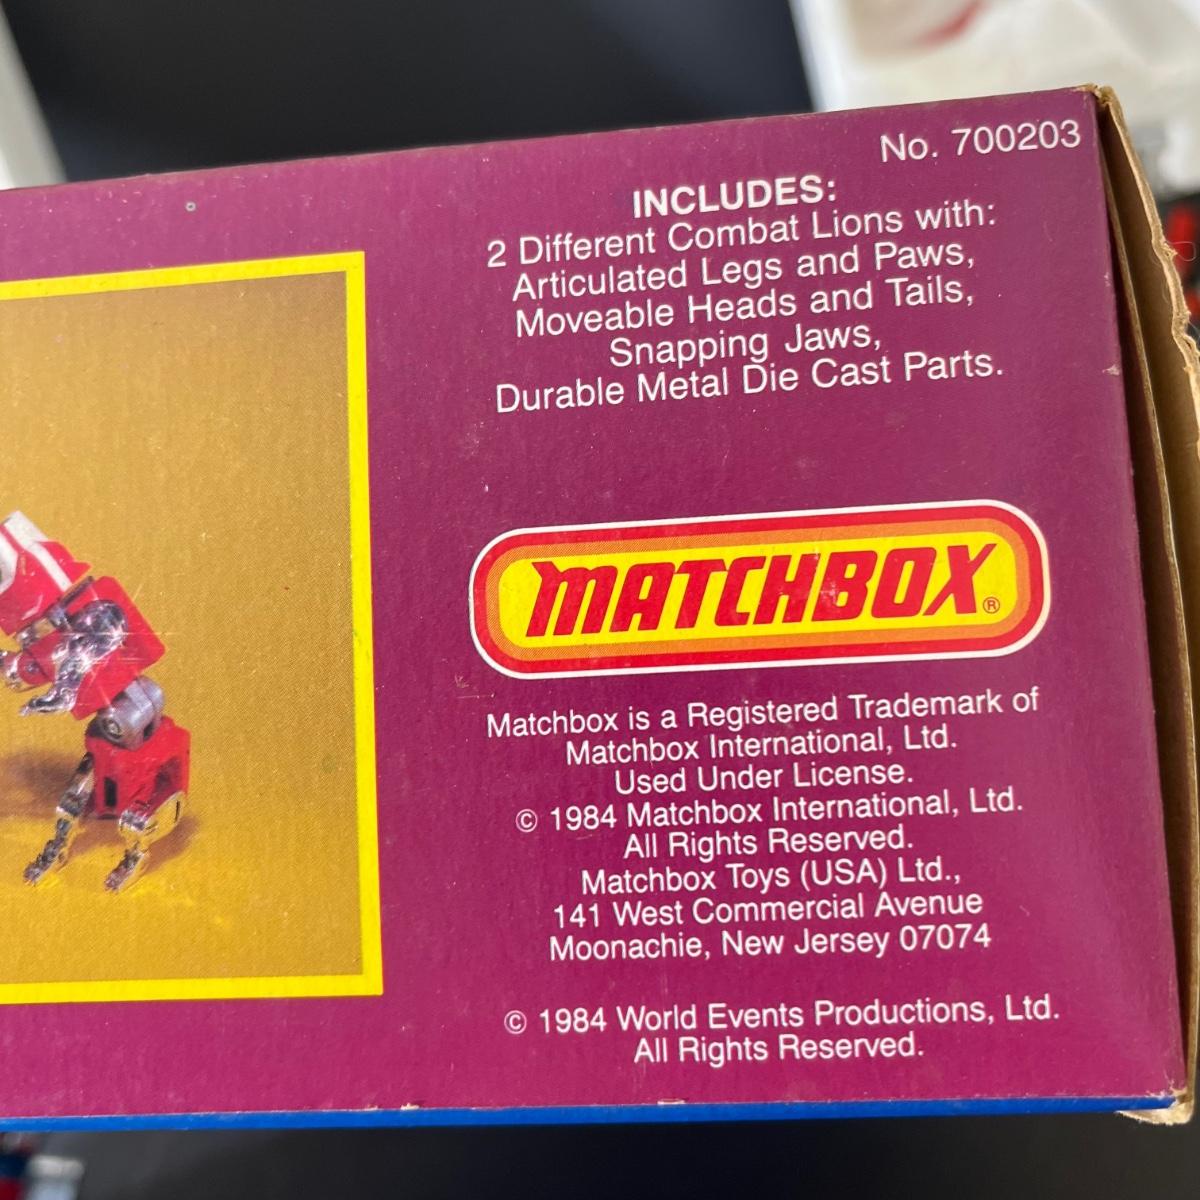 No. 700203
INCLUDES:
2 Different Combat Lions with:
Articulated Legs and Paws,
Moveable Heads and Tails,
Snapping Jaws,
Durable Metal Die Cast Parts.
MATCHBOX®
Matchbox is a Registered Trademark of
Matchbox International, Ltd.
Used Under License.
© 1984 Matchbox International, Ltd.
All Rights Reserved.
Matchbox Toys (USA) Ltd.,
141 West Commercial Avenue
Moonachie, New Jersey 07074
© 1984 World Events Productions, Ltd.
All Rights Reserved.